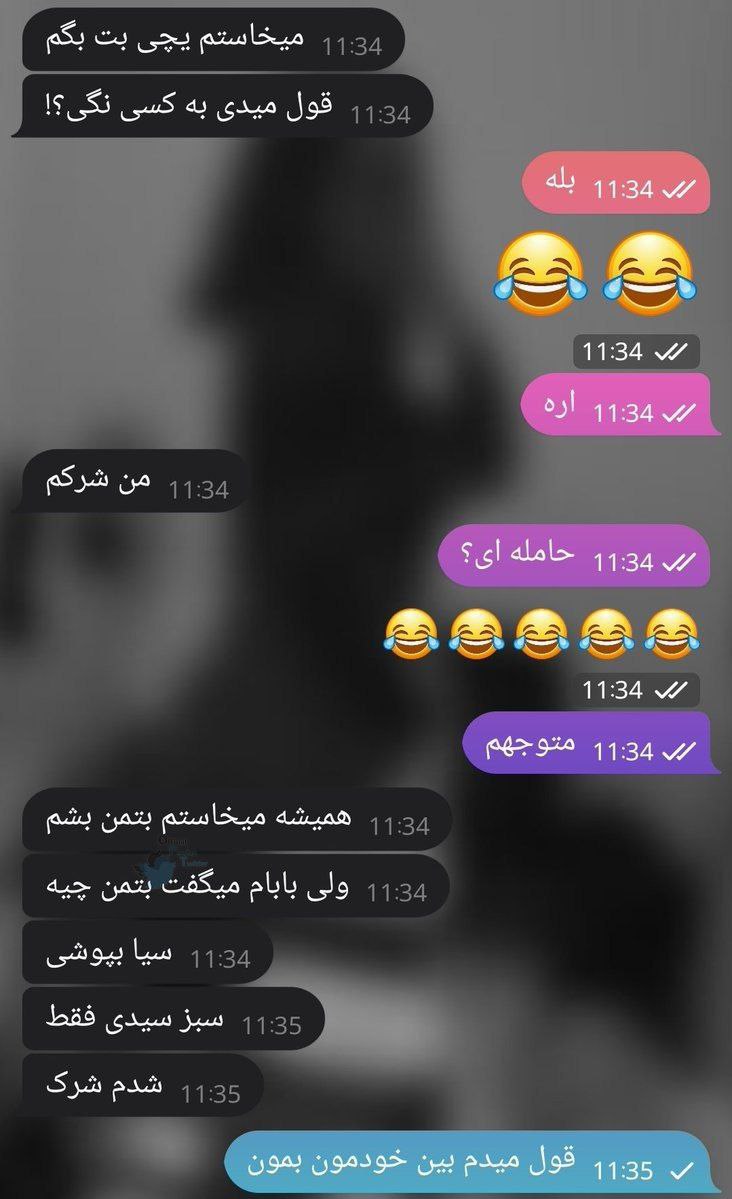 میخاستم یچی بت بگم 11:34
قول میدی به کسی نگی؟! 11:34
بله 11:34
😂😂
11:34
اره 11:34
من شرکم 11:34
حامله ای؟ 11:34
😂😂😂😂😂
11:34
متوجهم 11:34
همیشه میخاستم بتمن بشم 11:34
ولی بابام میگفت بتمن چیه 11:34
سیا بپوشی 11:34
سبز سیدی فقط 11:35
شدم شرک 11:35
قول میدم بین خودمون بمون 11:35